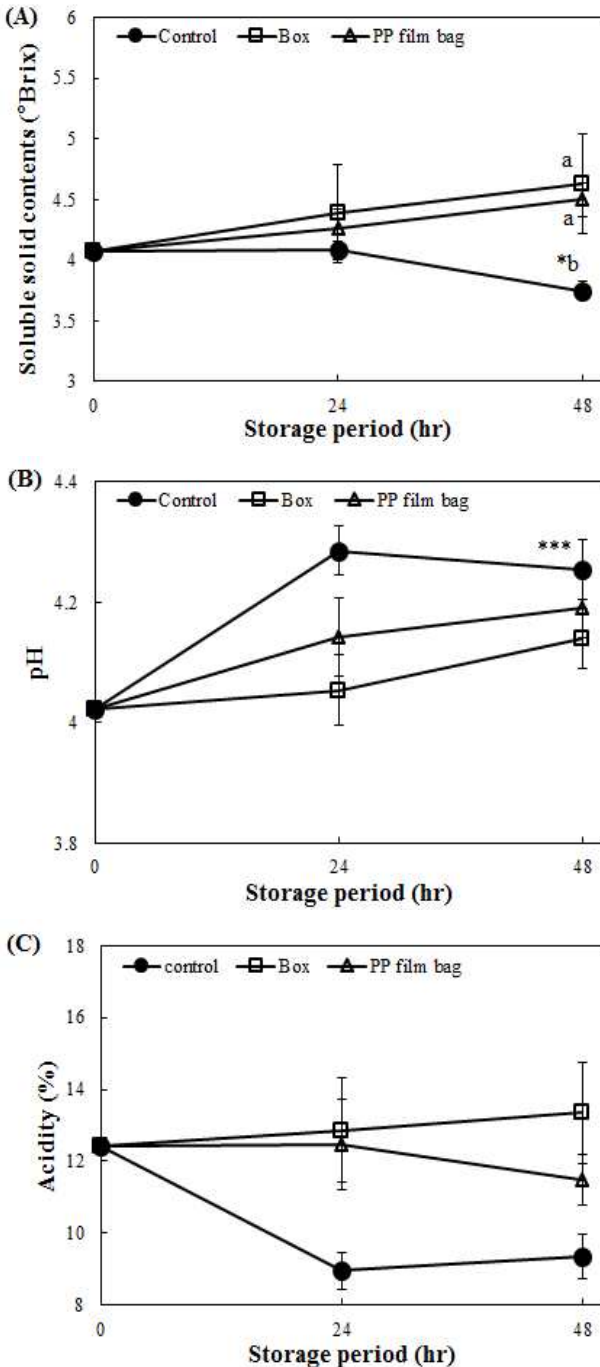 (A)
6
Control Box PP film bag
5.5
5
4.5
4
3.5
3
a
a
*b
0 24 48
Soluble solid contents (°Brix)
Storage period (hr)
(B)
4.4
Control Box PP film bag
4.2
4
3.8
***
0 24 48
pH
Storage period (hr)
(C)
18
control Box PP film bag
16
14
12
10
8
0 24 48
Acidity (%)
Storage period (hr)